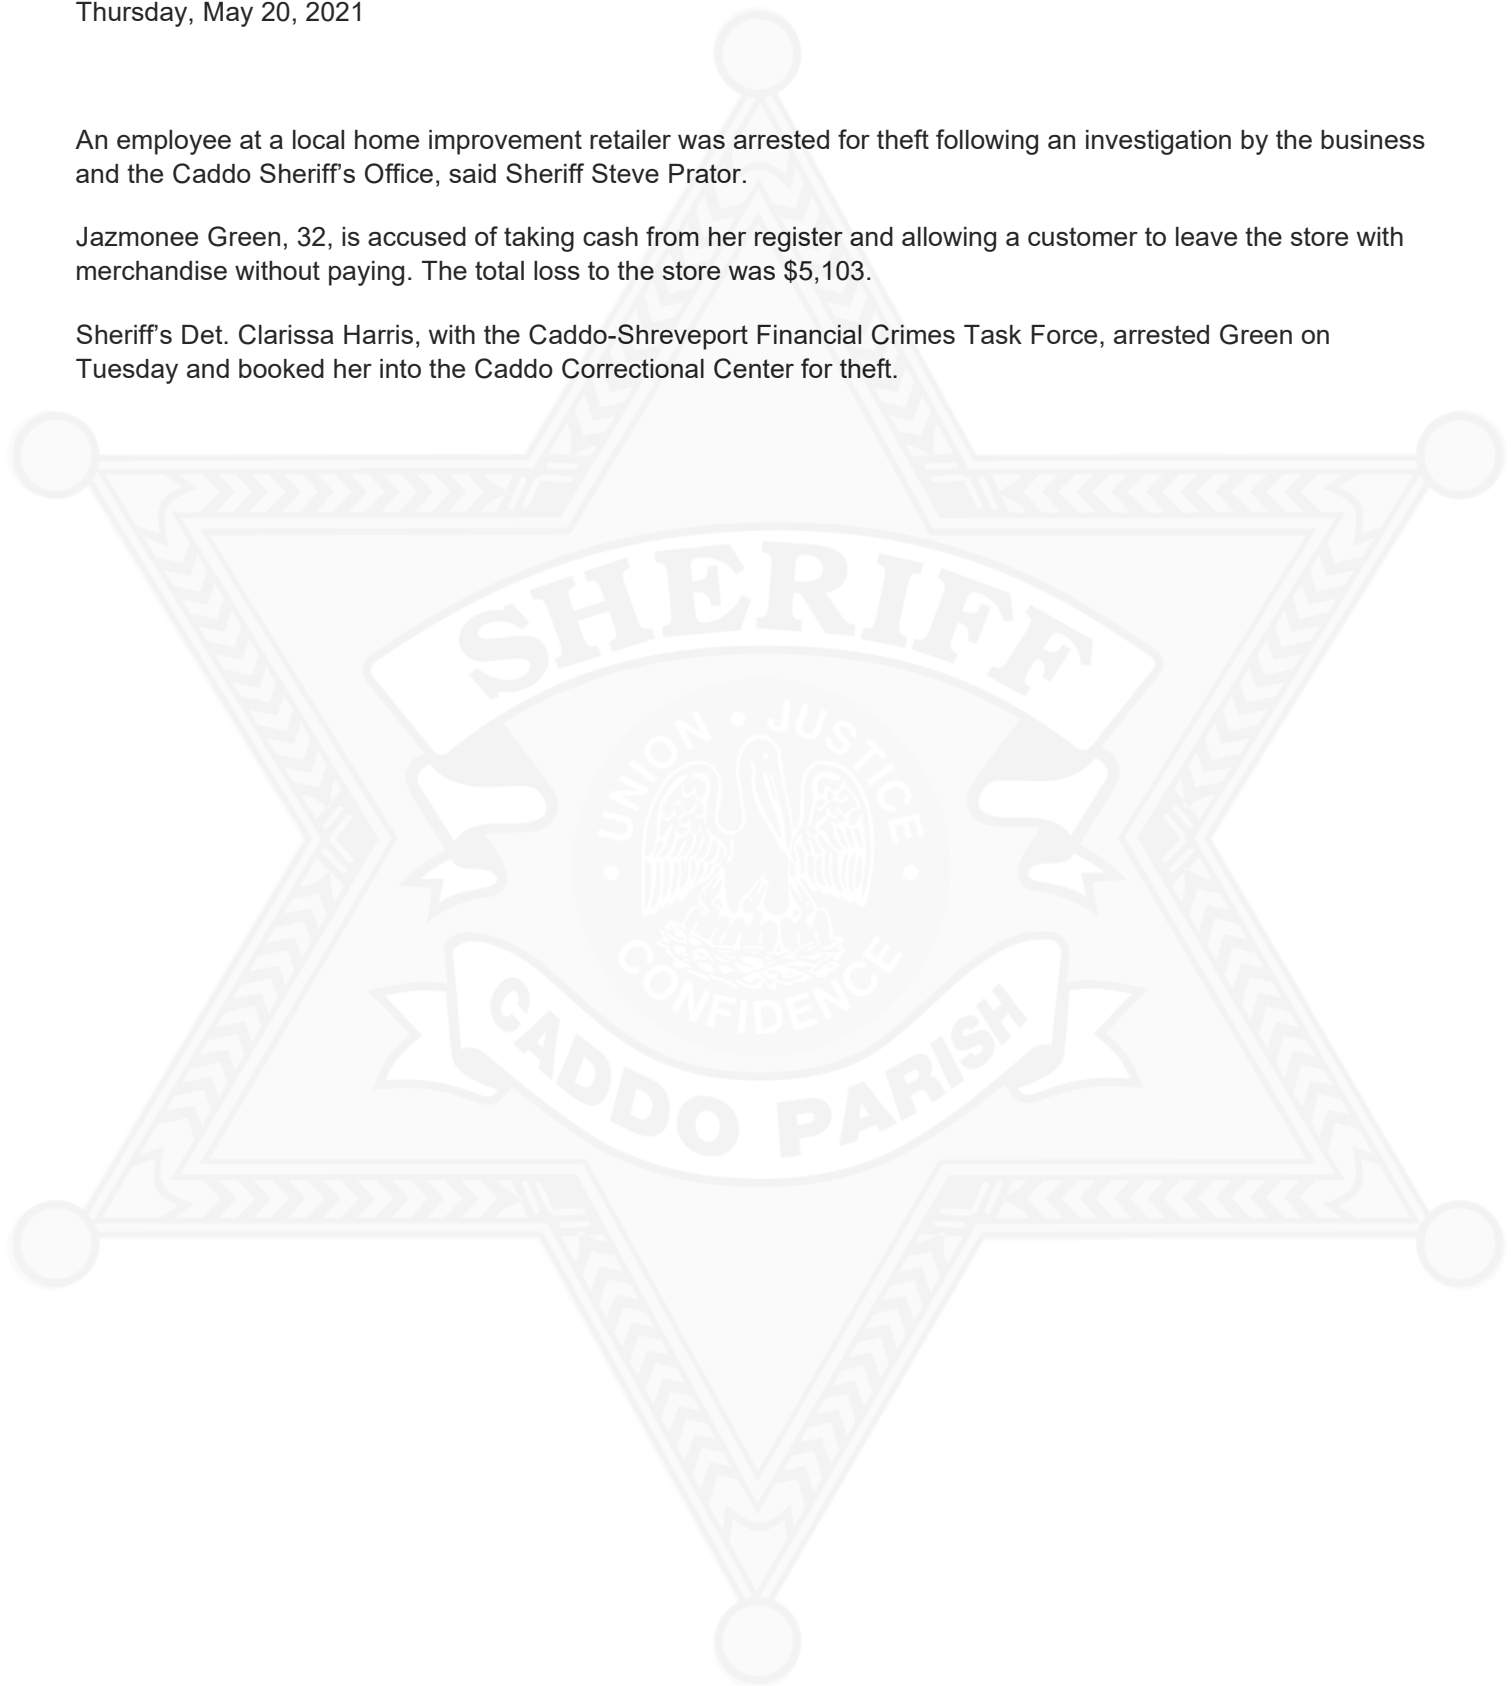 Thursday, May 20, 2021
An employee at a local home improvement retailer was arrested for theft following an investigation by the business
and the Caddo Sheriff’s Office, said Sheriff Steve Prator.
Jazmonee Green, 32, is accused of taking cash from her register and allowing a customer to leave the store with
merchandise without paying. The total loss to the store was $5,103.
Sheriff’s Det. Clarissa Harris, with the Caddo-Shreveport Financial Crimes Task Force, arrested Green on
Tuesday and booked her into the Caddo Correctional Center for theft.
SHERIFF
UNION • JUSTICE
• CONFIDENCE •
CADDO PARISH